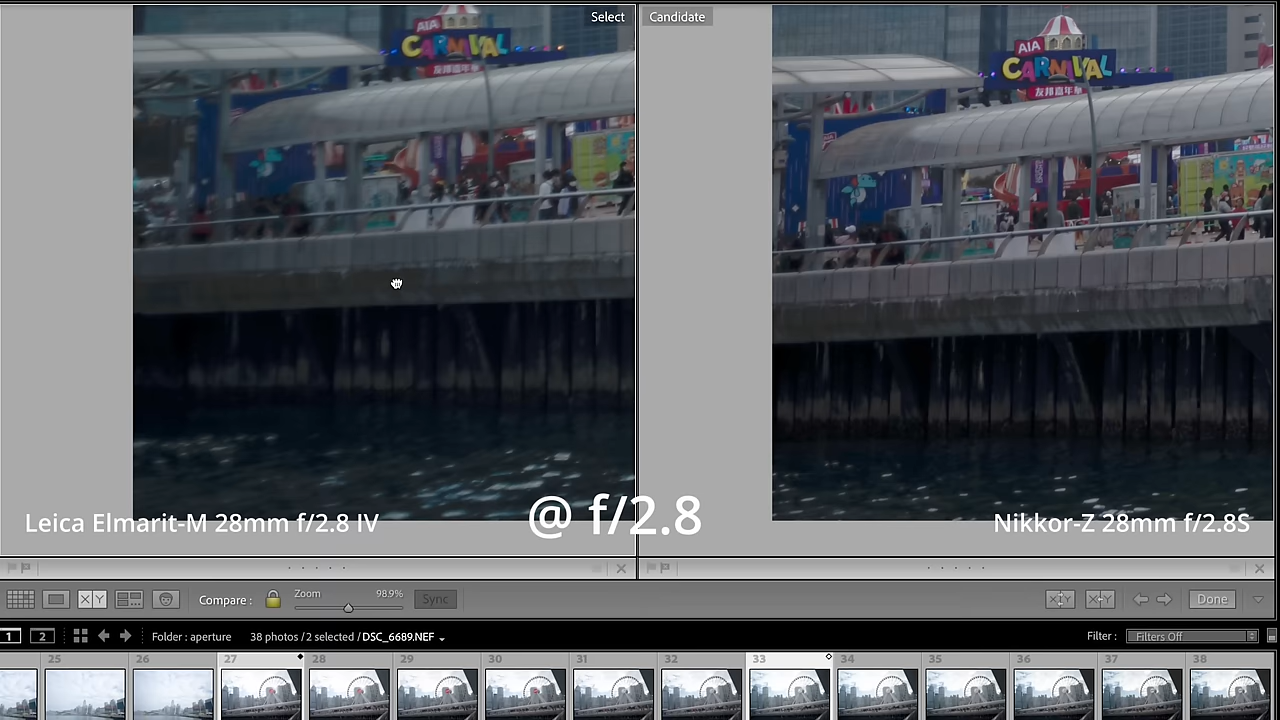 Select
Candidate
AIA
CARNIVAL
友邦嘉年華
AIA
CARNIVAL
友邦嘉年華
@ f/2.8
Leica Elmarit-M 28mm f/2.8 IV
Nikkor-Z 28mm f/2.8S
X Y
Compare :
Zoom
98.9%
Sync
Done
1
2
Folder : aperture
38 photos /2 selected /DSC_6689.NEF
Filter :
Filters Off
25
26
27
28
29
30
31
32
33
34
35
36
37
38